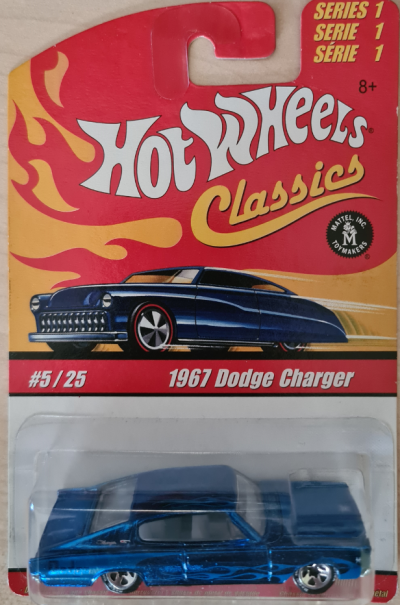 SERIES 1
SERIE 1
SÉRIE 1
8+
HOT WHEELS®
Classics
MATTEL, INC.
M
TOYMAKERS
©
#5/25
1967 Dodge Charger